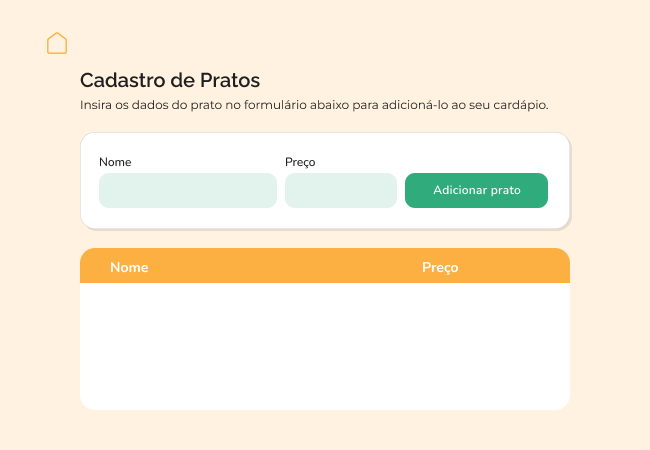 Cadastro de Pratos
Insira os dados do prato no formulário abaixo para adicioná-lo ao seu cardápio.
Nome Preço
Adicionar prato
Nome Preço